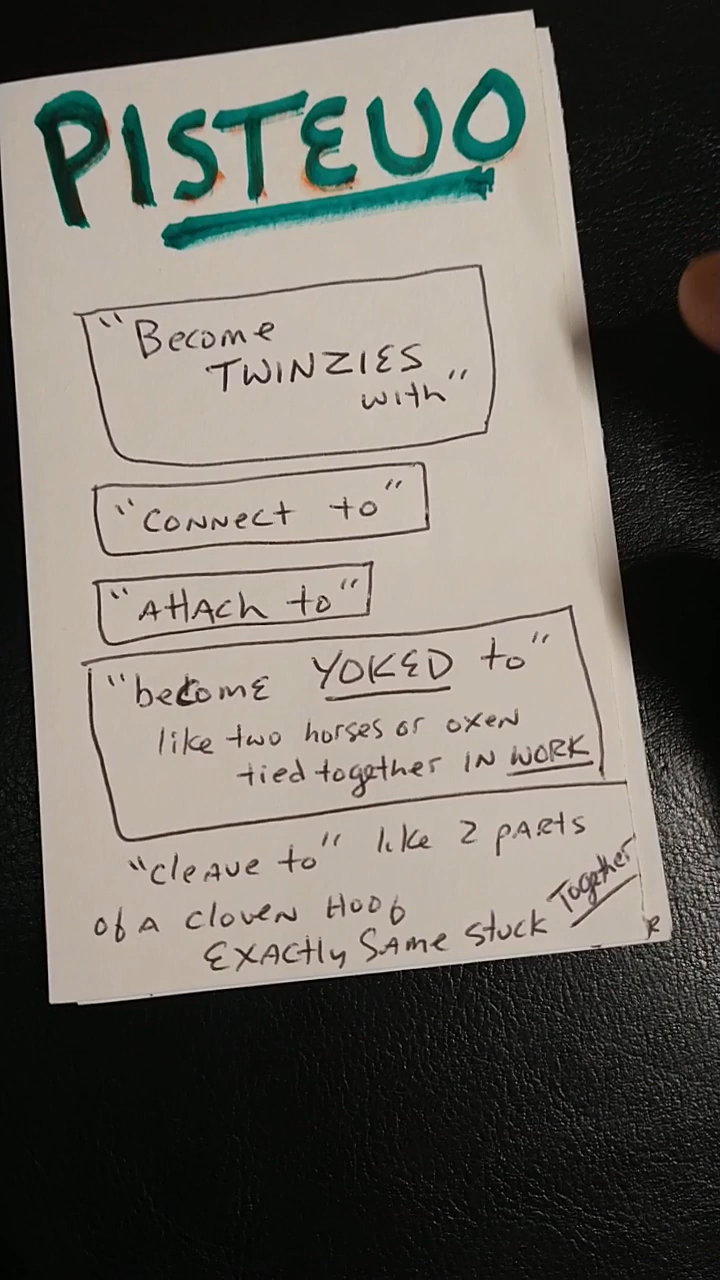 PISTEUO
"Become
TWINZIES
with"
"CONNECT to"
"AttACh to"
"become YOKED to"
like two horses or oxen
tied together IN WORK
"cleAve to" like 2 pARts
of A cloveN Hoof
EXACtly SAme stuck Together